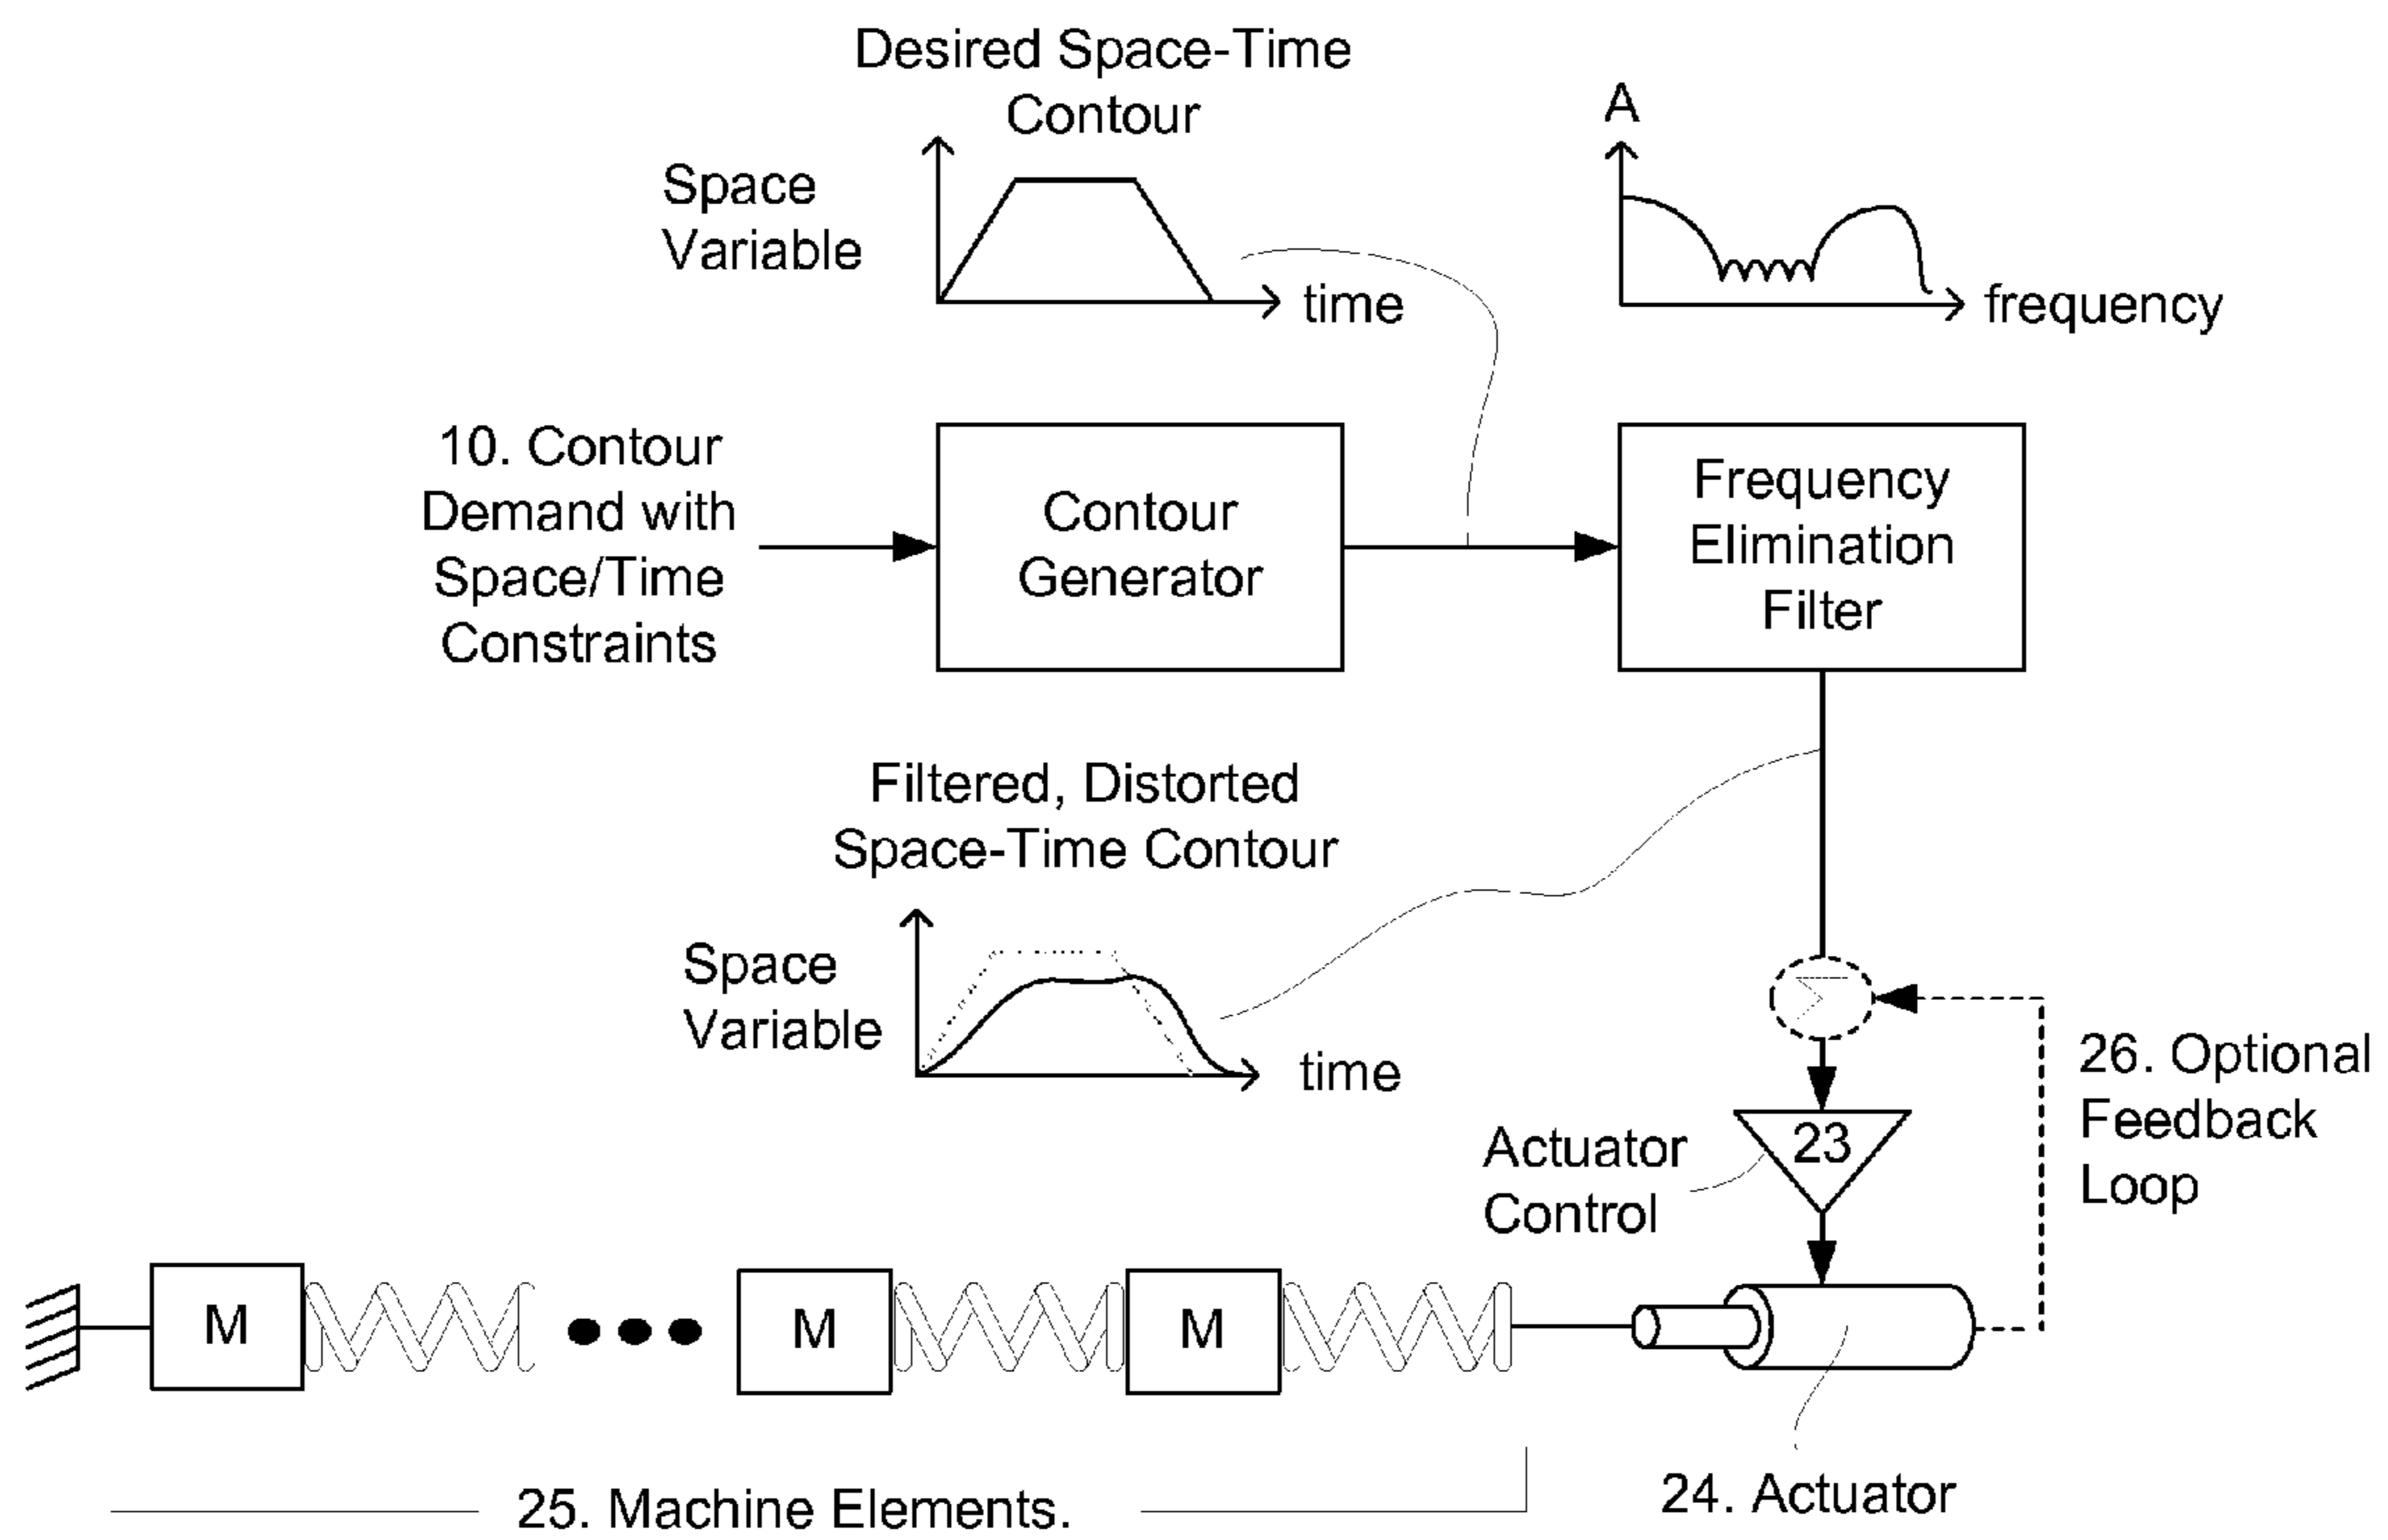 Desired Space-Time
Contour
Space
Variable
time
A
frequency
10. Contour
Demand with
Space/Time
Constraints
Contour
Generator
Frequency
Elimination
Filter
Filtered, Distorted
Space-Time Contour
Space
Variable
time
Σ
26. Optional
Feedback
Loop
23
Actuator
Control
M
M
M
25. Machine Elements.
24. Actuator